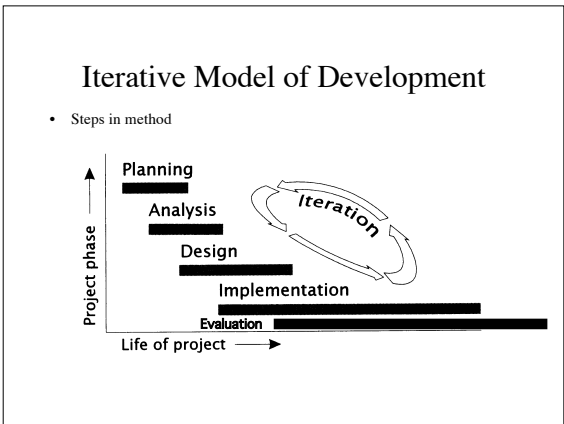 Iterative Model of Development
• Steps in method
Planning
Iteration
Analysis
Design
Implementation
Evaluation
Project phase
Life of project